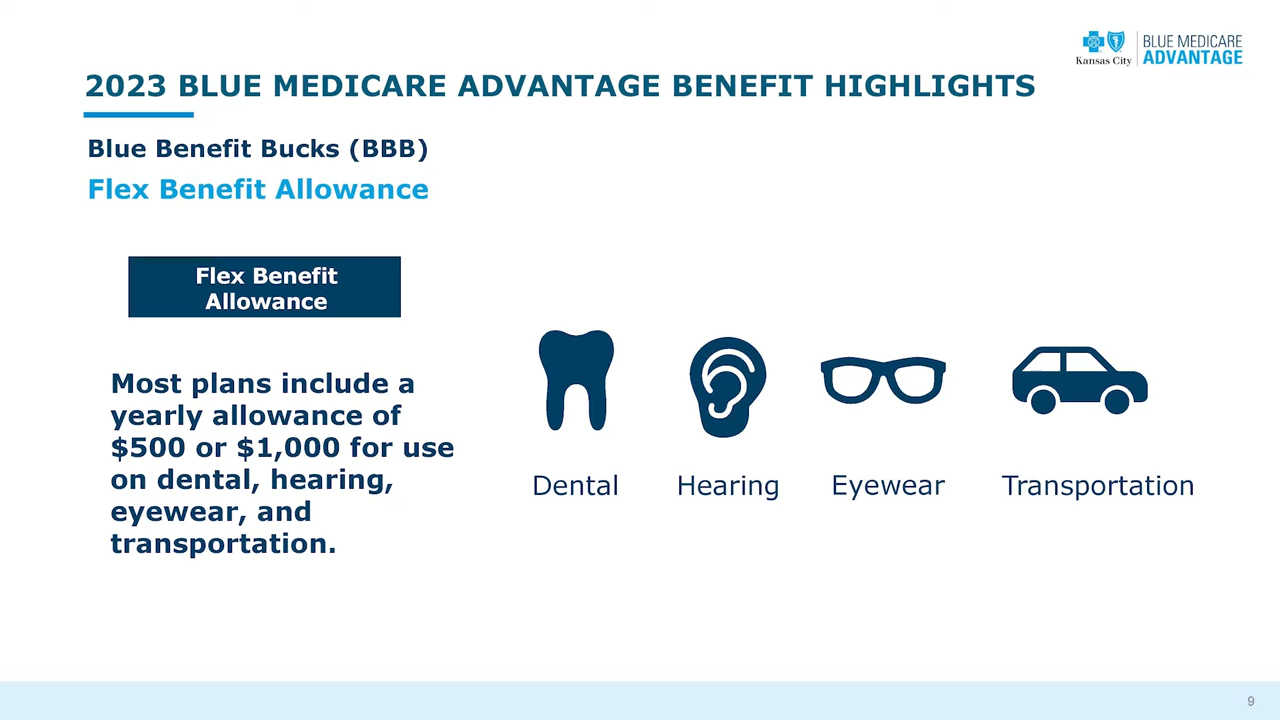 Kansas City
BLUE MEDICARE
ADVANTAGE
2023 BLUE MEDICARE ADVANTAGE BENEFIT HIGHLIGHTS
Blue Benefit Bucks (BBB)
Flex Benefit Allowance
Flex Benefit
Allowance
Most plans include a
yearly allowance of
$500 or $1,000 for use
on dental, hearing,
eyewear, and
transportation.
Dental
Hearing
Eyewear
Transportation
9